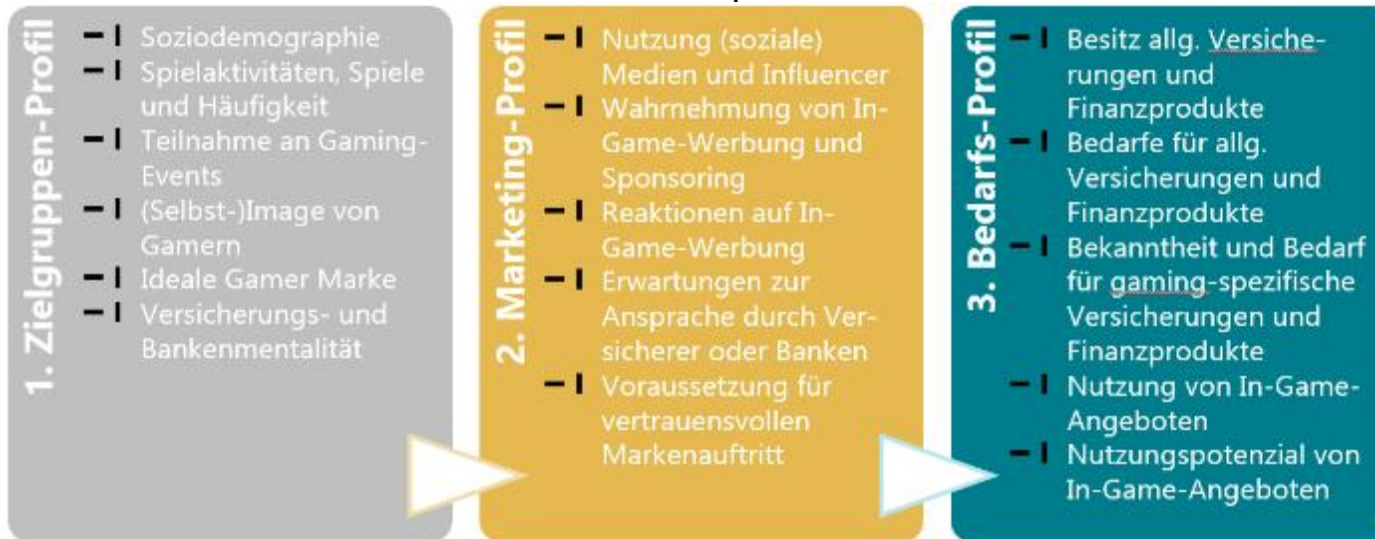 1. Zielgruppen-Profil
Soziodemographie
Spielaktivitäten, Spiele
und Häufigkeit
Teilnahme an Gaming-
Events
(Selbst-)Image von
Gamern
Ideale Gamer Marke
Versicherungs- und
Bankenmentalität
2. Marketing-Profil
Nutzung (soziale)
Medien und Influencer
Wahrnehmung von In-
Game-Werbung und
Sponsoring
Reaktionen auf In-
Game-Werbung
Erwartungen zur
Ansprache durch Ver-
sicherer oder Banken
Voraussetzung für
vertrauensvollen
Markenauftritt
3. Bedarfs-Profil
Besitz allg. Versiche-
rungen und
Finanzprodukte
Bedarfe für allg.
Versicherungen und
Finanzprodukte
Bekanntheit und Bedarf
für gaming-spezifische
Versicherungen und
Finanzprodukte
Nutzung von In-Game-
Angeboten
Nutzungspotenzial von
In-Game-Angeboten